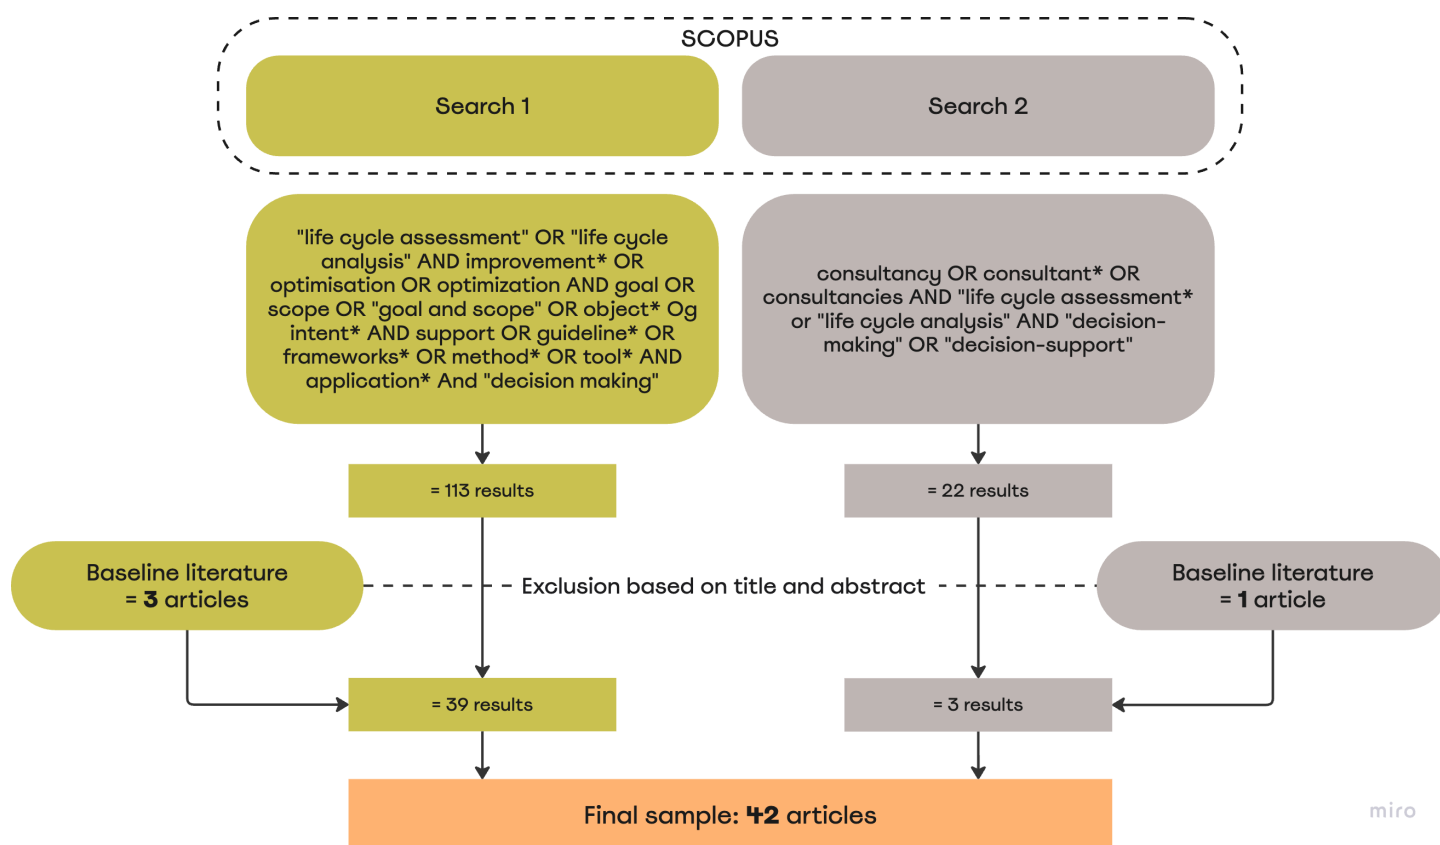 SCOPUS
Search 1
Search 2
"life cycle assessment" OR "life cycle
analysis" AND improvement* OR
optimisation OR optimization AND goal OR
scope OR "goal and scope" OR object* Og
intent* AND support OR guideline* OR
frameworks* OR method* OR tool* AND
application* And "decision making"
consultancy OR consultant* OR
consultancies AND "life cycle assessment*
or "life cycle analysis" AND "decision-
making" OR "decision-support"
= 113 results
= 22 results
Baseline literature
= 3 articles
Exclusion based on title and abstract
Baseline literature
= 1 article
= 39 results
= 3 results
Final sample: 42 articles
miro